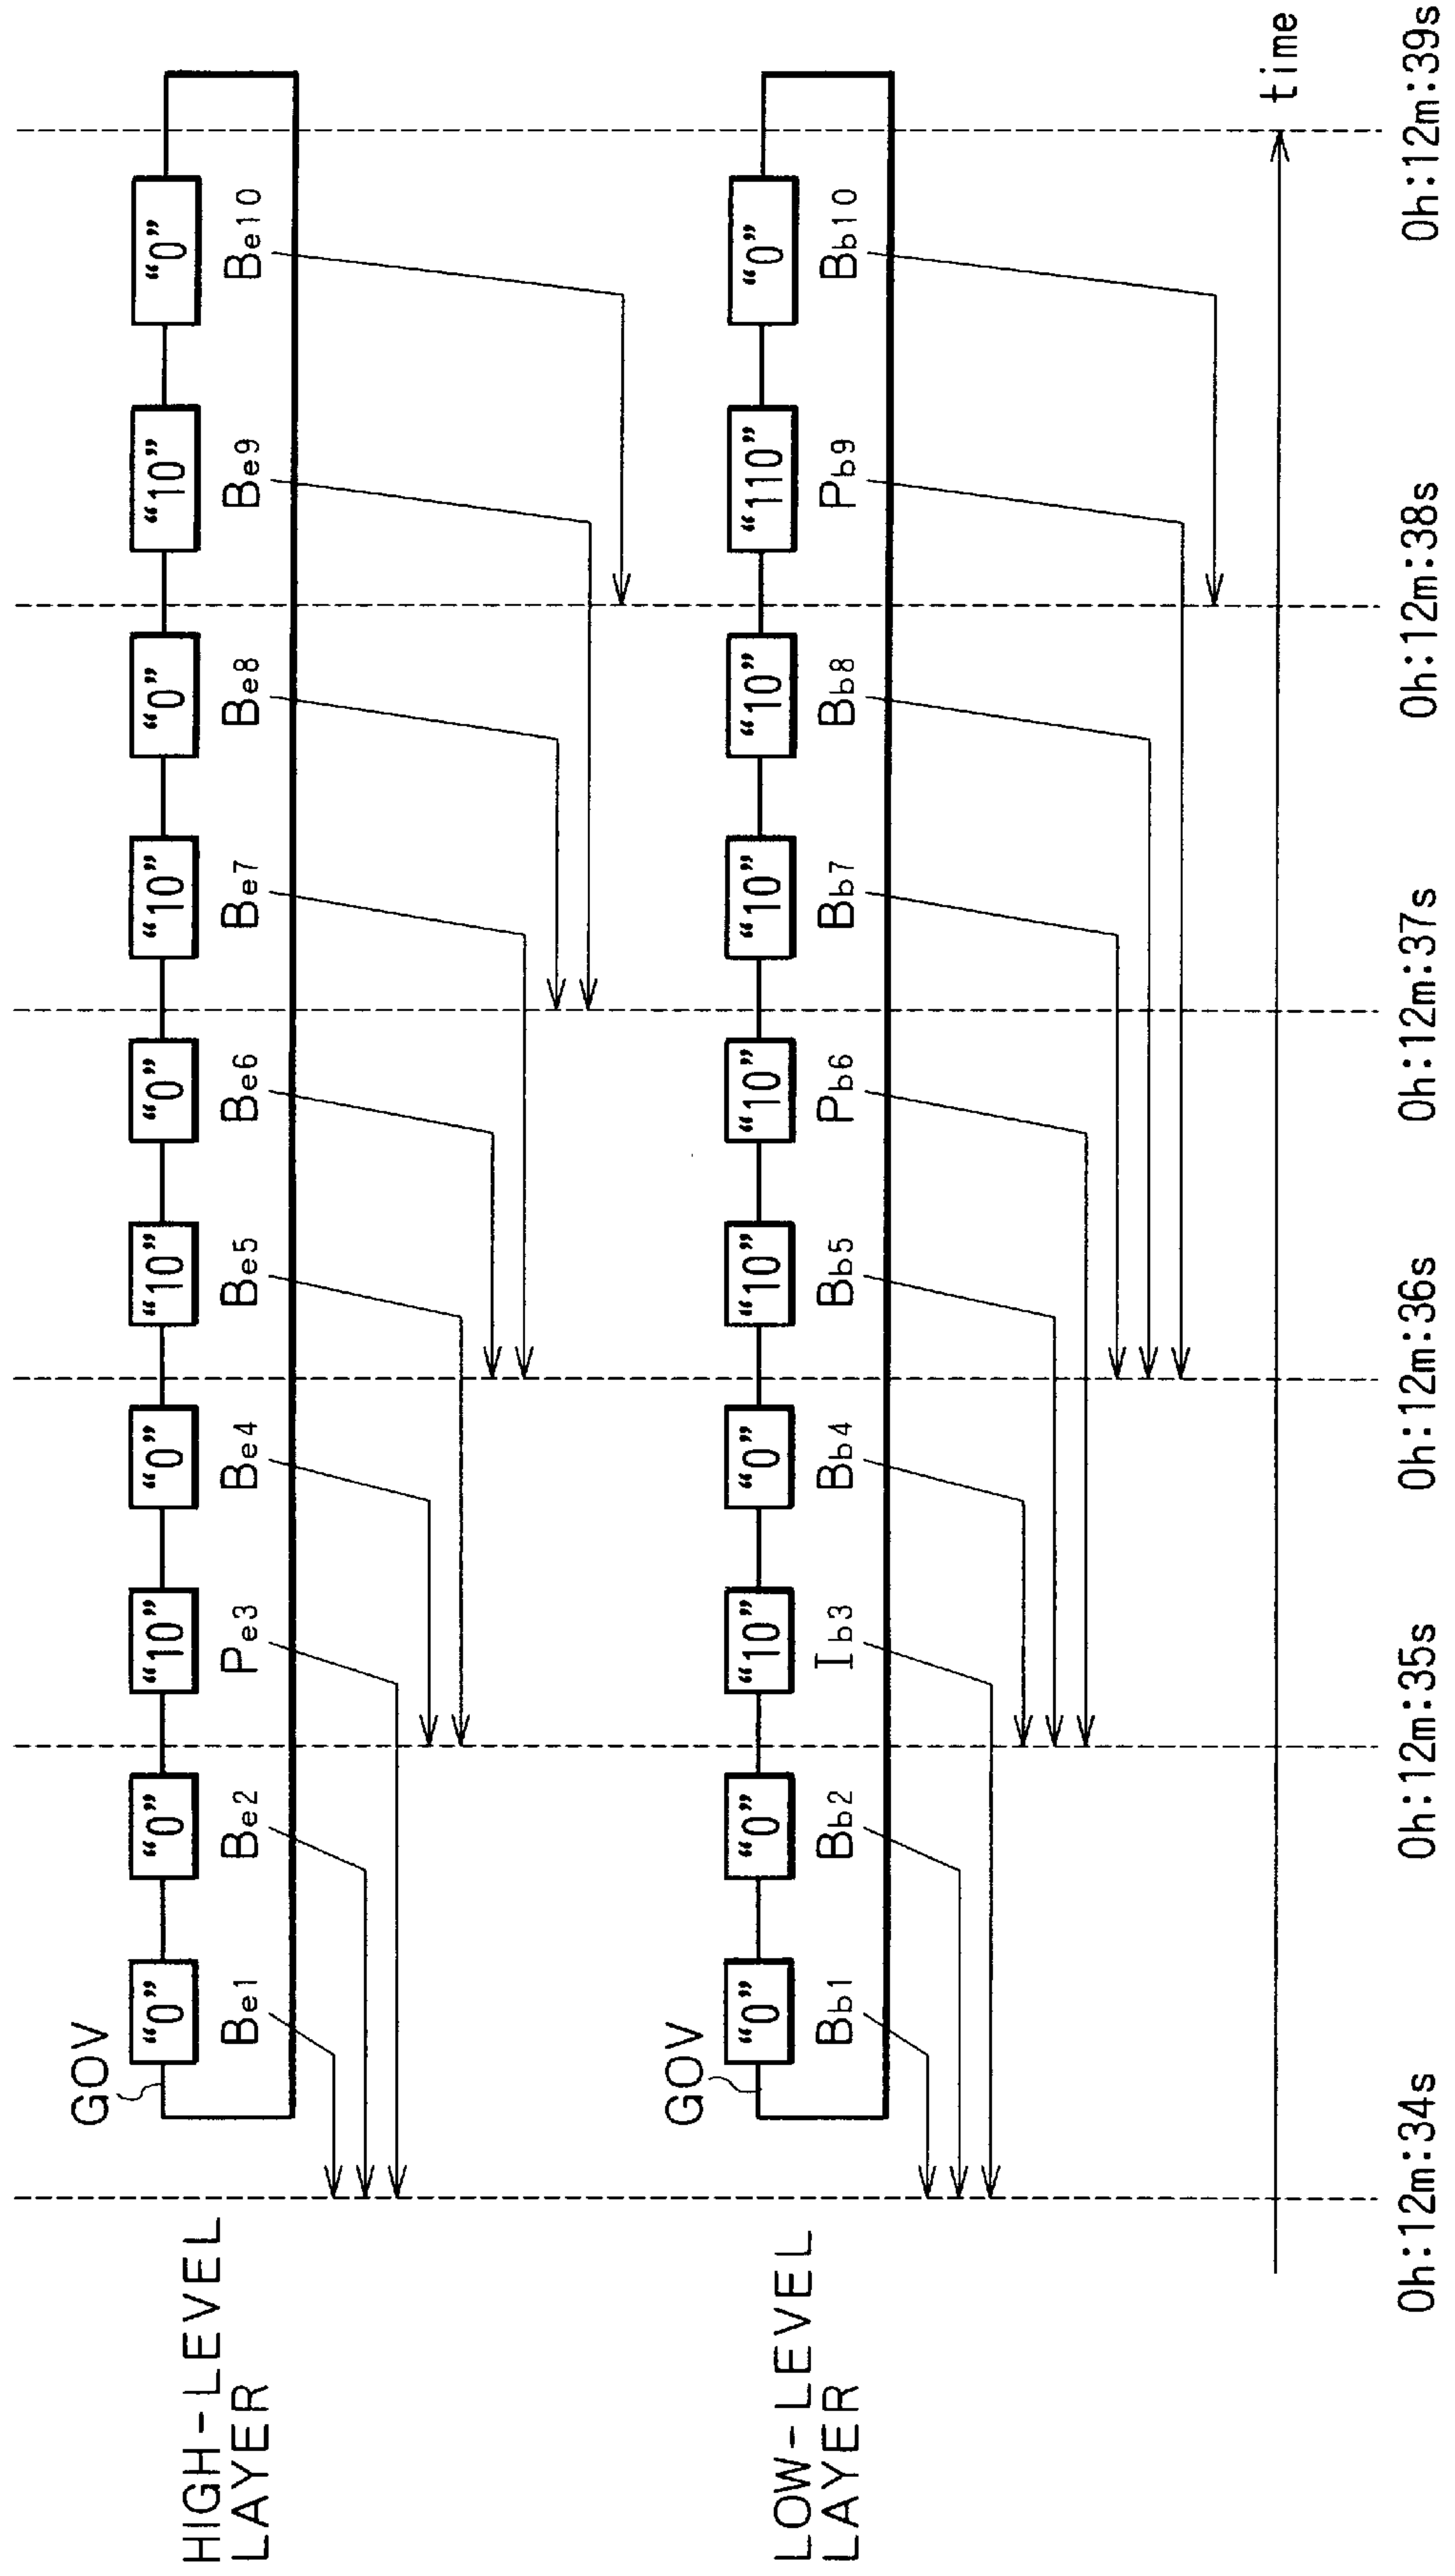 HIGH-LEVEL
LAYER
GOV
“0” “0” “10” “0” “10” “0” “10” “0” “10” “0”
Be1 Be2 Pe3 Be4 Be5 Be6 Be7 Be8 Be9 Be10
LOW-LEVEL
LAYER
GOV
“0” “0” “10” “0” “10” “10” “10” “10” “110” “0”
Bb1 Bb2 Ib3 Bb4 Bb5 Pb6 Bb7 Bb8 Pb9 Bb10
time
0h:12m:34s 0h:12m:35s 0h:12m:36s 0h:12m:37s 0h:12m:38s 0h:12m:39s